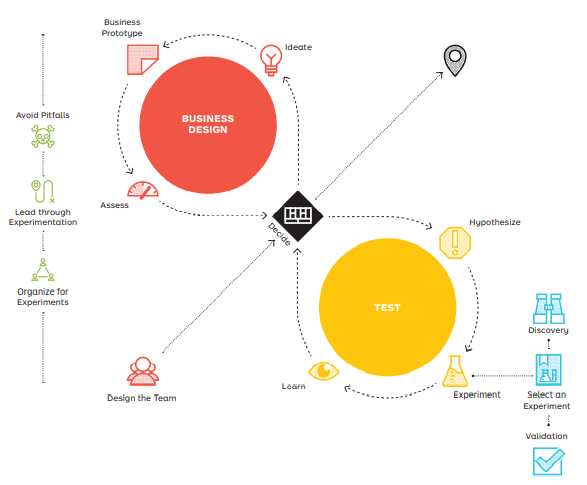 Business
Prototype
Ideate
BUSINESS
DESIGN
Avoid Pitfalls
Lead through
Experimentation
Assess
Decide
Hypothesize
Organize for
Experiments
TEST
Discovery
Learn
Experiment
Select an
Experiment
Design the Team
Validation